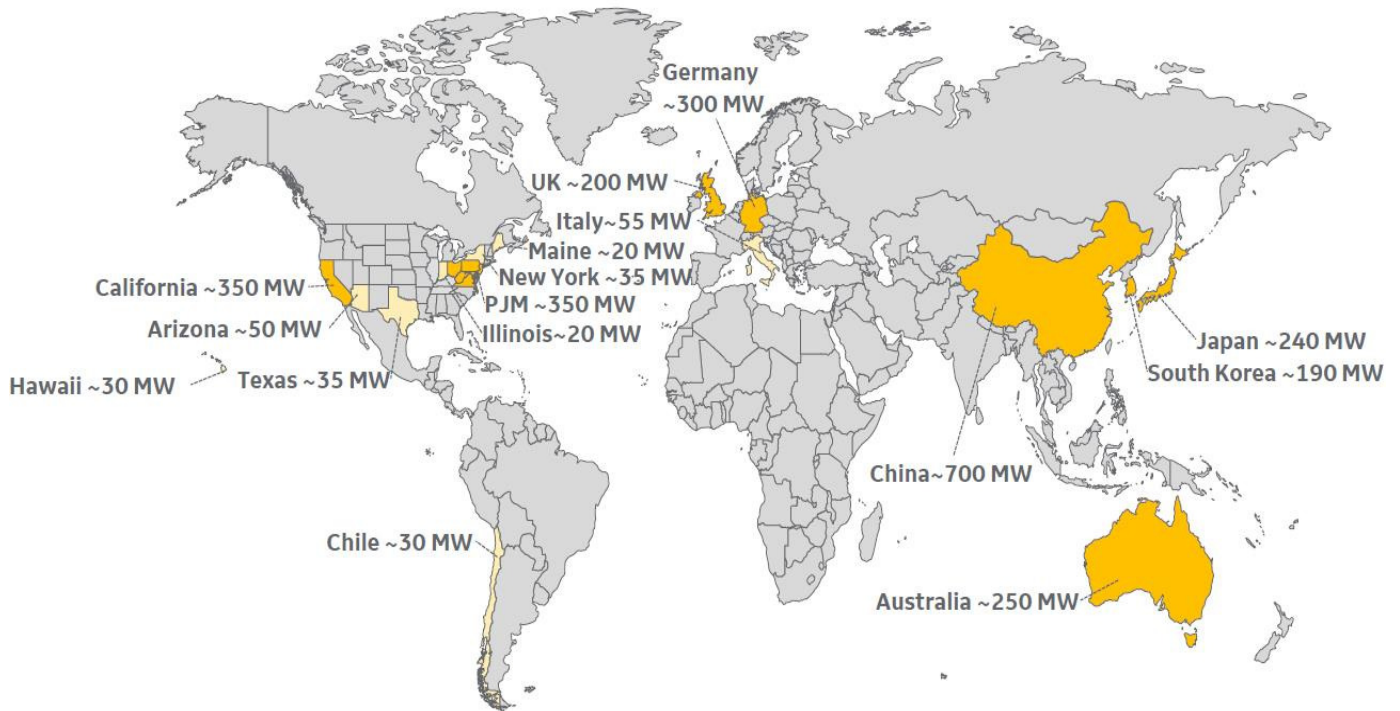 Germany
~300 MW
UK ~200 MW
Italy~55 MW
Maine ~20 MW
New York ~35 MW
California ~350 MW
PJM ~350 MW
Arizona ~50 MW
Illinois~20 MW
Japan ~240 MW
Hawaii ~30 MW
Texas ~35 MW
South Korea ~190 MW
China~700 MW
Chile ~30 MW
Australia ~250 MW